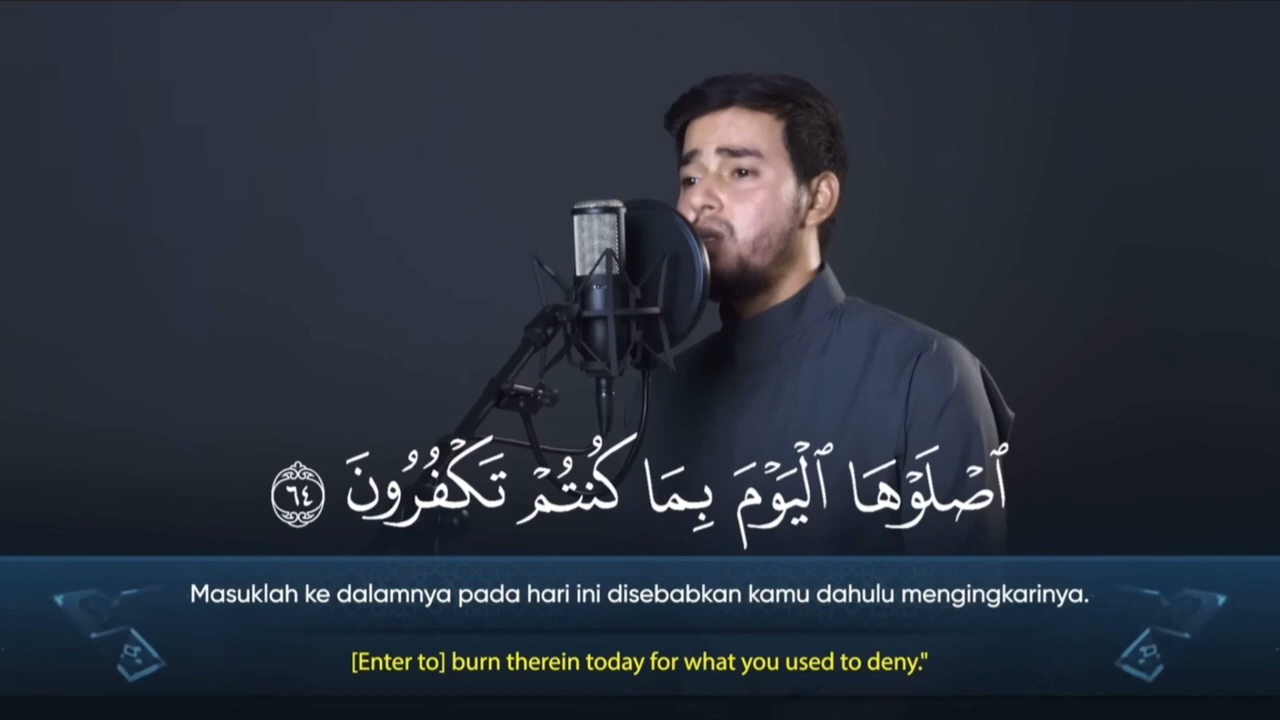 ٱصْلَوْهَا ٱلْيَوْمَ بِمَا كُنتُمْ تَكْفُرُونَ ٦٤
Masuklah ke dalamnya pada hari ini disebabkan kamu dahulu mengingkarinya.
[Enter to] burn therein today for what you used to deny."